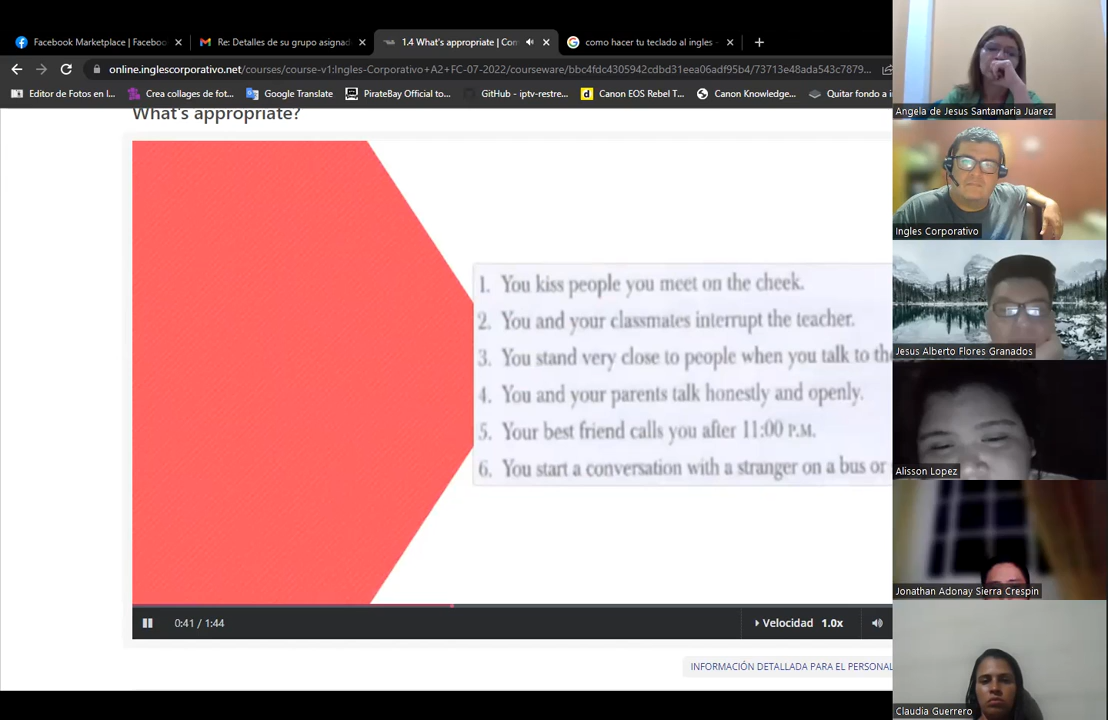 Facebook Marketplace | Faceboo
Re: Detalles de su grupo asignad
1.4 What's appropriate | Con
como hacer tu teclado al ingles -
online.inglescorporativo.net/courses/course-v1:Ingles-Corporativo+A2+FC-07-2022/courseware/bbc4fdc4305942cdbd31eea06adf95b4/73713e48ada543c7879...
Editor de Fotos en l...
Crea collages de fot...
Google Translate
PirateBay Official to...
GitHub - iptv-restre...
Canon EOS Rebel T...
Canon Knowledge...
Quitar fondo a i
What's appropriate?
1. You kiss people you meet on the cheek.
2. You and your classmates interrupt the teacher.
3. You stand very close to people when you talk to the
4. You and your parents talk honestly and openly.
5. Your best friend calls you after 11:00 P.M.
6. You start a conversation with a stranger on a bus or
0:41 / 1:44
Velocidad 1.0x
INFORMACIÓN DETALLADA PARA EL PERSONAL
Angela de Jesus Santamaria Juarez
Ingles Corporativo
Jesus Alberto Flores Granados
Alisson Lopez
Jonathan Adonay Sierra Crespin
Claudia Guerrero